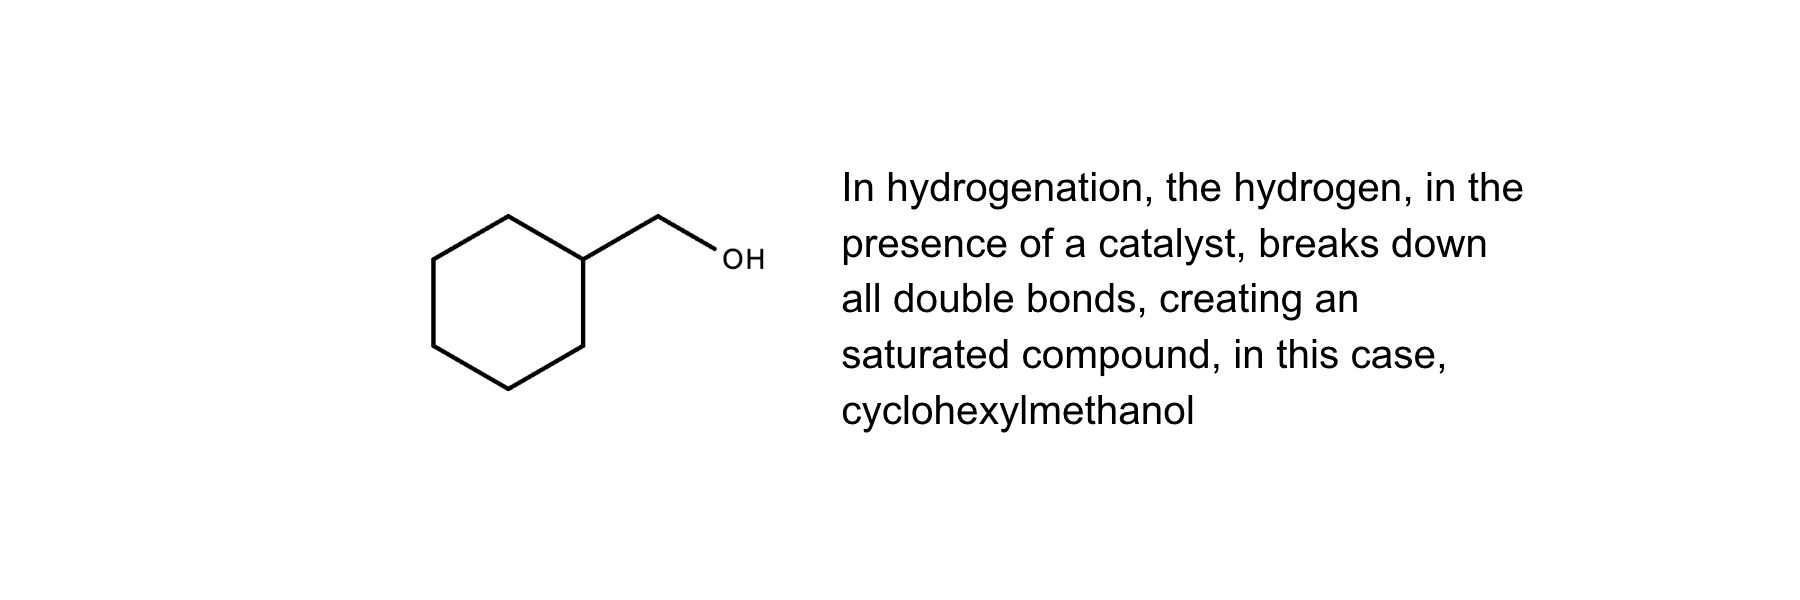 OH
In hydrogenation, the hydrogen, in the
presence of a catalyst, breaks down
all double bonds, creating an
saturated compound, in this case,
cyclohexylmethanol